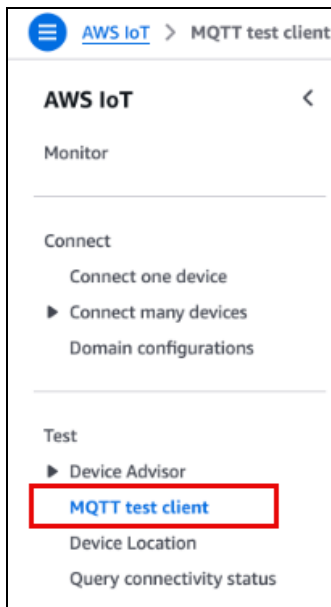 AWS IoT > MQTT test client
AWS IoT
Monitor
Connect
Connect one device
Connect many devices
Domain configurations
Test
Device Advisor
MQTT test client
Device Location
Query connectivity status